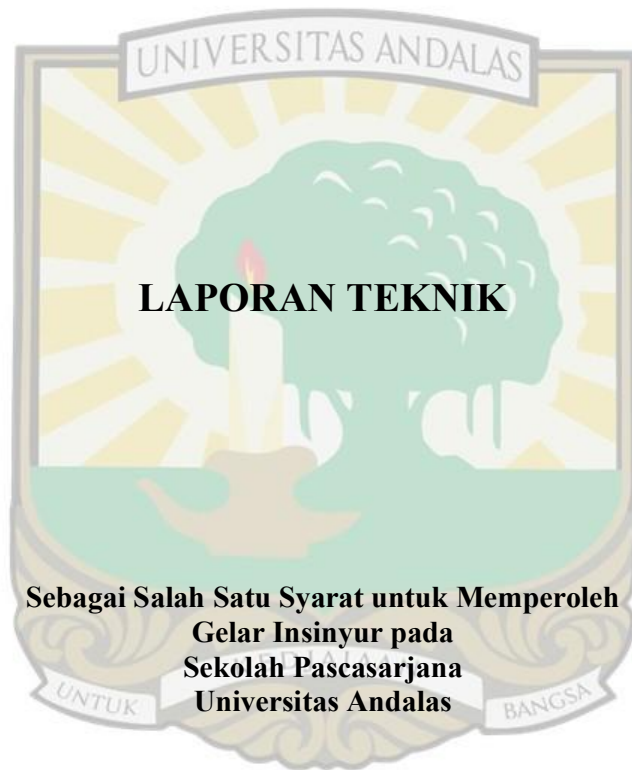 UNIVERSITAS ANDALAS
LAPORAN TEKNIK
Sebagai Salah Satu Syarat untuk Memperoleh
Gelar Insinyur pada
Sekolah Pascasarjana
Universitas Andalas
UNTUK
BANGSA